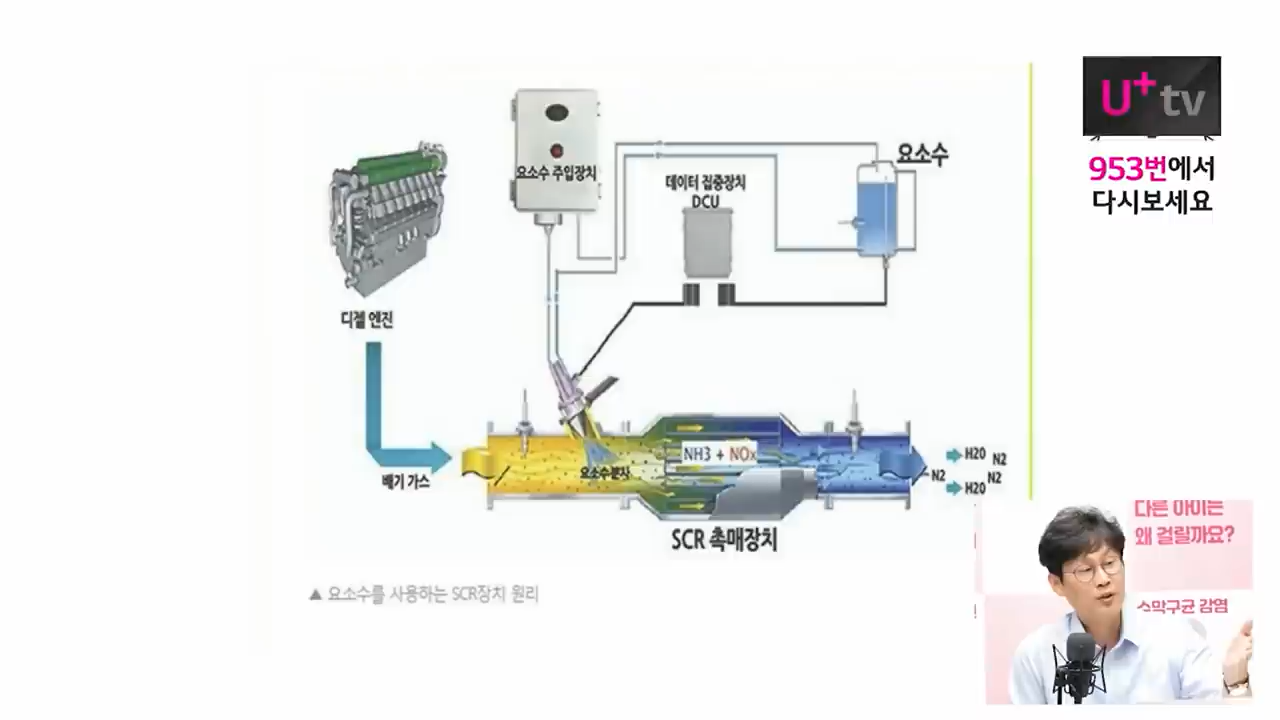 U+ tv
953번에서
다시보세요
요소수 주입장치
데이터 집중장치
DCU
요소수
디젤 엔진
배기 가스
요소수분사
NH3 + NOx
H2O
N2
N2
N2
H2O
SCR 촉매장치
▲ 요소수를 사용하는 SCR장치 원리
다른 아이는
왜 걸릴까요?
감염